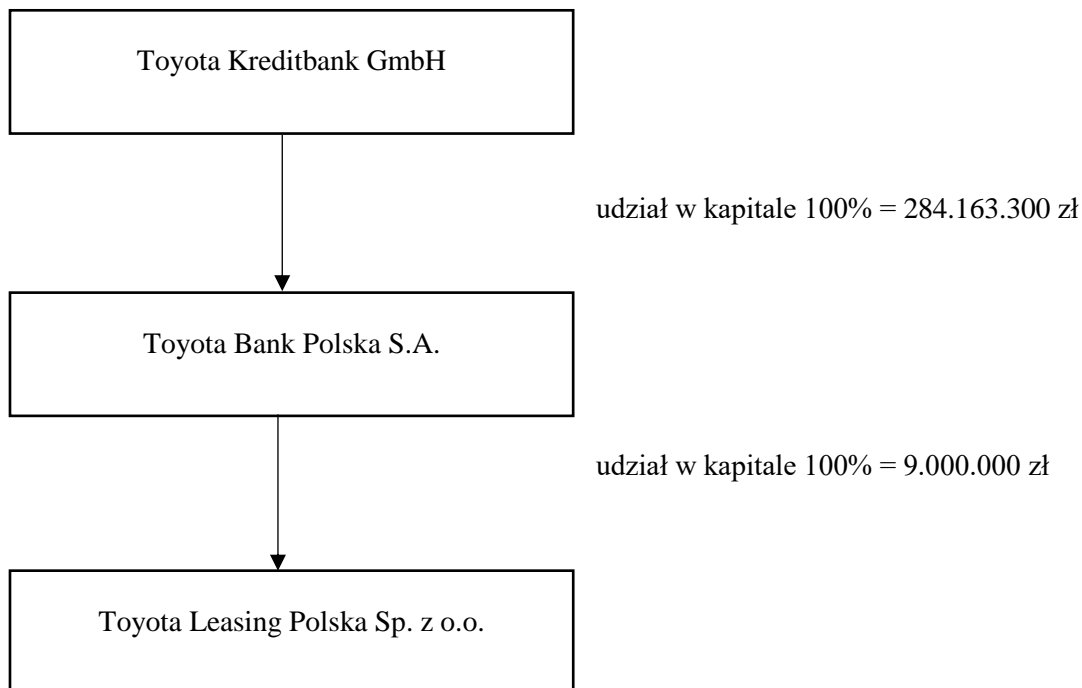 Toyota Kreditbank GmbH
udział w kapitale 100% = 284.163.300 zł
Toyota Bank Polska S.A.
udział w kapitale 100% = 9.000.000 zł
Toyota Leasing Polska Sp. z o.o.